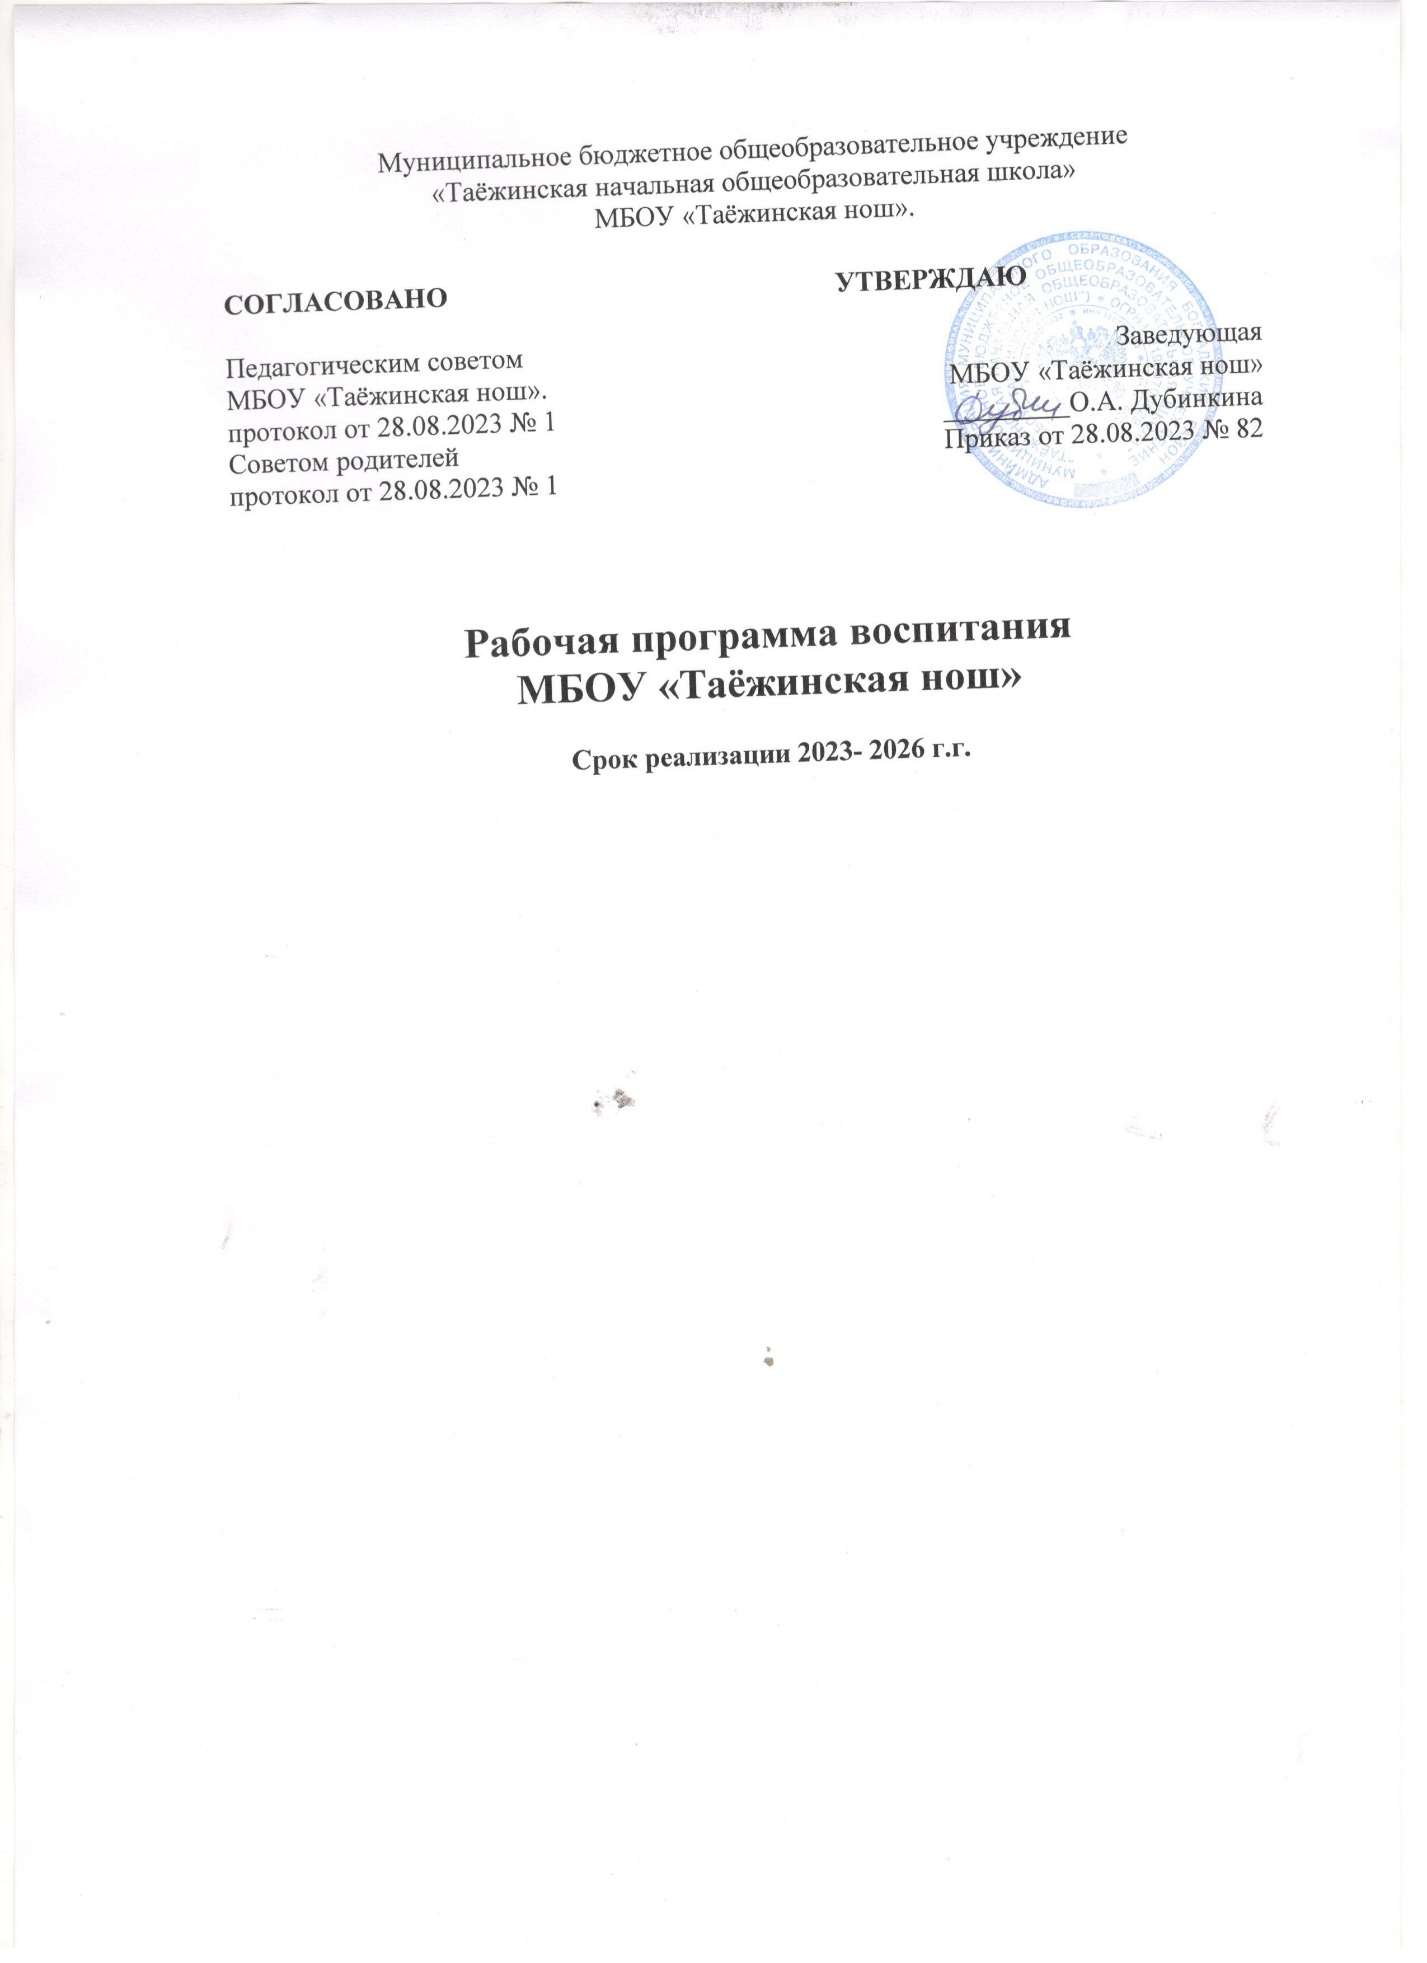 Муниципальное бюджетное общеобразовательное учреждение
«Таёжинская начальная общеобразовательная школа»
МБОУ «Таёжинская нош».
СОГЛАСОВАНО
Педагогическим советом
МБОУ «Таёжинская нош».
протокол от 28.08.2023 № 1
Советом родителей
протокол от 28.08.2023 № 1
УТВЕРЖДАЮ
Заведующая
МБОУ «Таёжинская нош»
О.А. Дубинкина
Приказ от 28.08.2023 № 82
Рабочая программа воспитания
МБОУ «Таёжинская нош»
Срок реализации 2023- 2026 г.г.